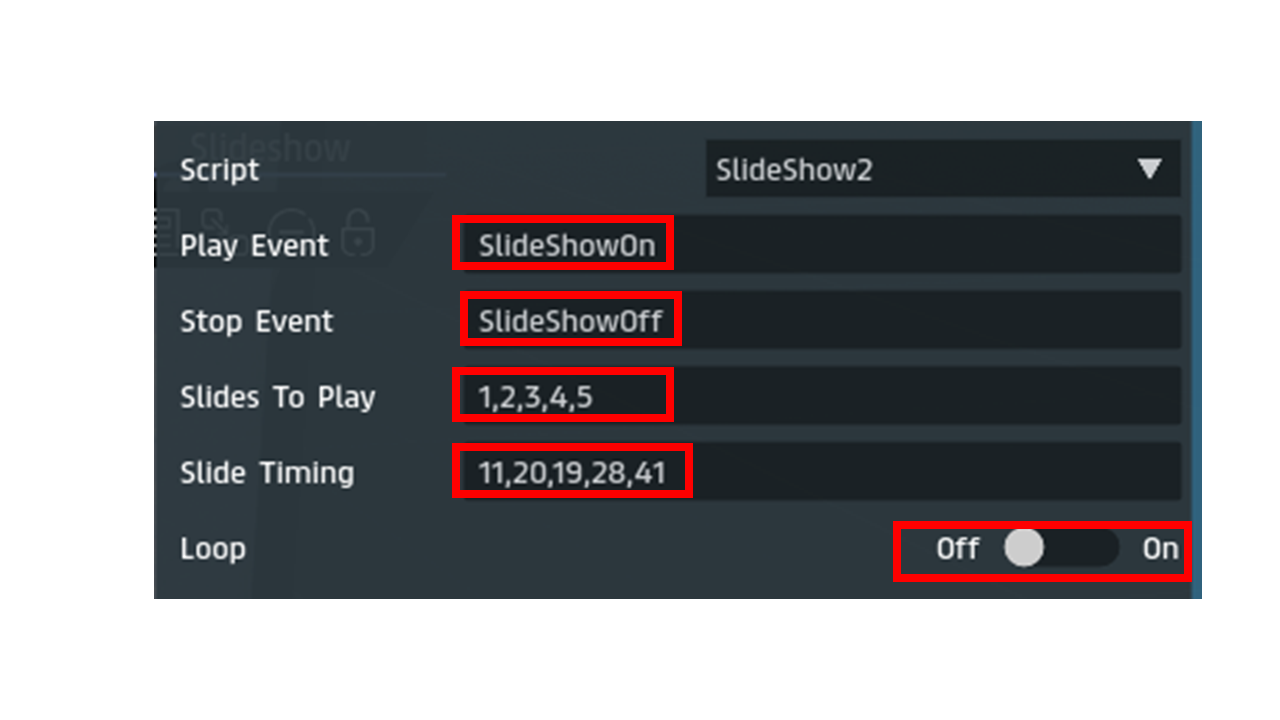 Slideshow
Script SlideShow2
Play Event SlideShowOn
Stop Event SlideShowOff
Slides To Play 1,2,3,4,5
Slide Timing 11,20,19,28,41
Loop Off On